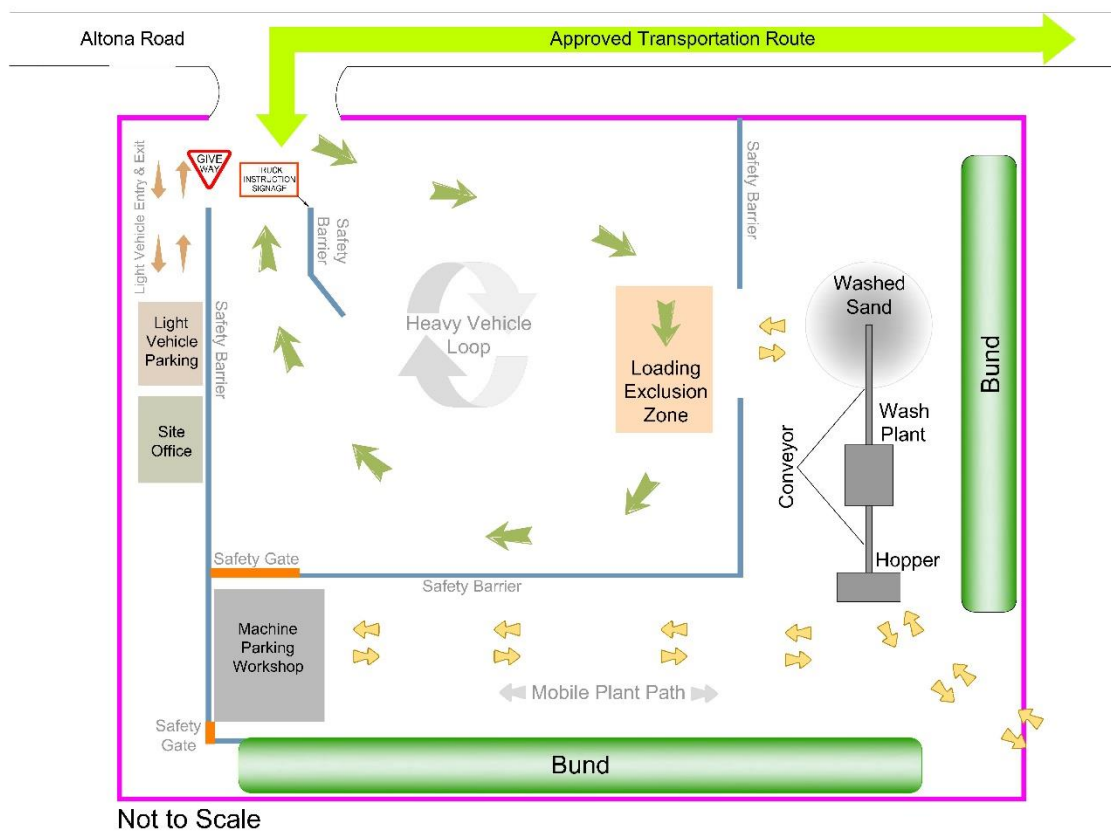 Altona Road
Approved Transportation Route
GIVE
WAY
TRUCK
INSTRUCTION
SIGNAGE
Light Vehicle Entry & Exit
Safety
Barrier
Safety Barrier
Light
Vehicle
Parking
Safety Barrier
Heavy Vehicle
Loop
Loading
Exclusion
Zone
Washed
Sand
Bund
Site
Office
Wash
Plant
Conveyor
Safety Gate
Safety Barrier
Hopper
Machine
Parking
Workshop
Mobile Plant Path
Safety
Gate
Bund
Not to Scale